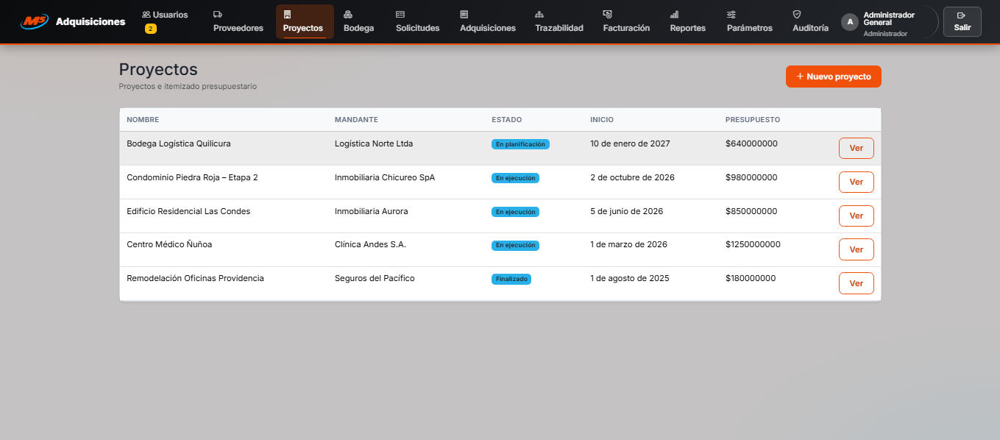 M5 Adquisiciones
Usuarios
2
Proveedores
Proyectos
Bodega
Solicitudes
Adquisiciones
Trazabilidad
Facturación
Reportes
Parámetros
Auditoría
A
Administrador
General
Administrador
Salir
Proyectos
Proyectos e itemizado presupuestario
+ Nuevo proyecto
NOMBRE MANDANTE ESTADO INICIO PRESUPUESTO
Bodega Logística Quilicura Logística Norte Ltda En planificación 10 de enero de 2027 $640000000 Ver
Condominio Piedra Roja – Etapa 2 Inmobiliaria Chicureo SpA En ejecución 2 de octubre de 2026 $980000000 Ver
Edificio Residencial Las Condes Inmobiliaria Aurora En ejecución 5 de junio de 2026 $850000000 Ver
Centro Médico Ñuñoa Clínica Andes S.A. En ejecución 1 de marzo de 2026 $1250000000 Ver
Remodelación Oficinas Providencia Seguros del Pacífico Finalizado 1 de agosto de 2025 $180000000 Ver